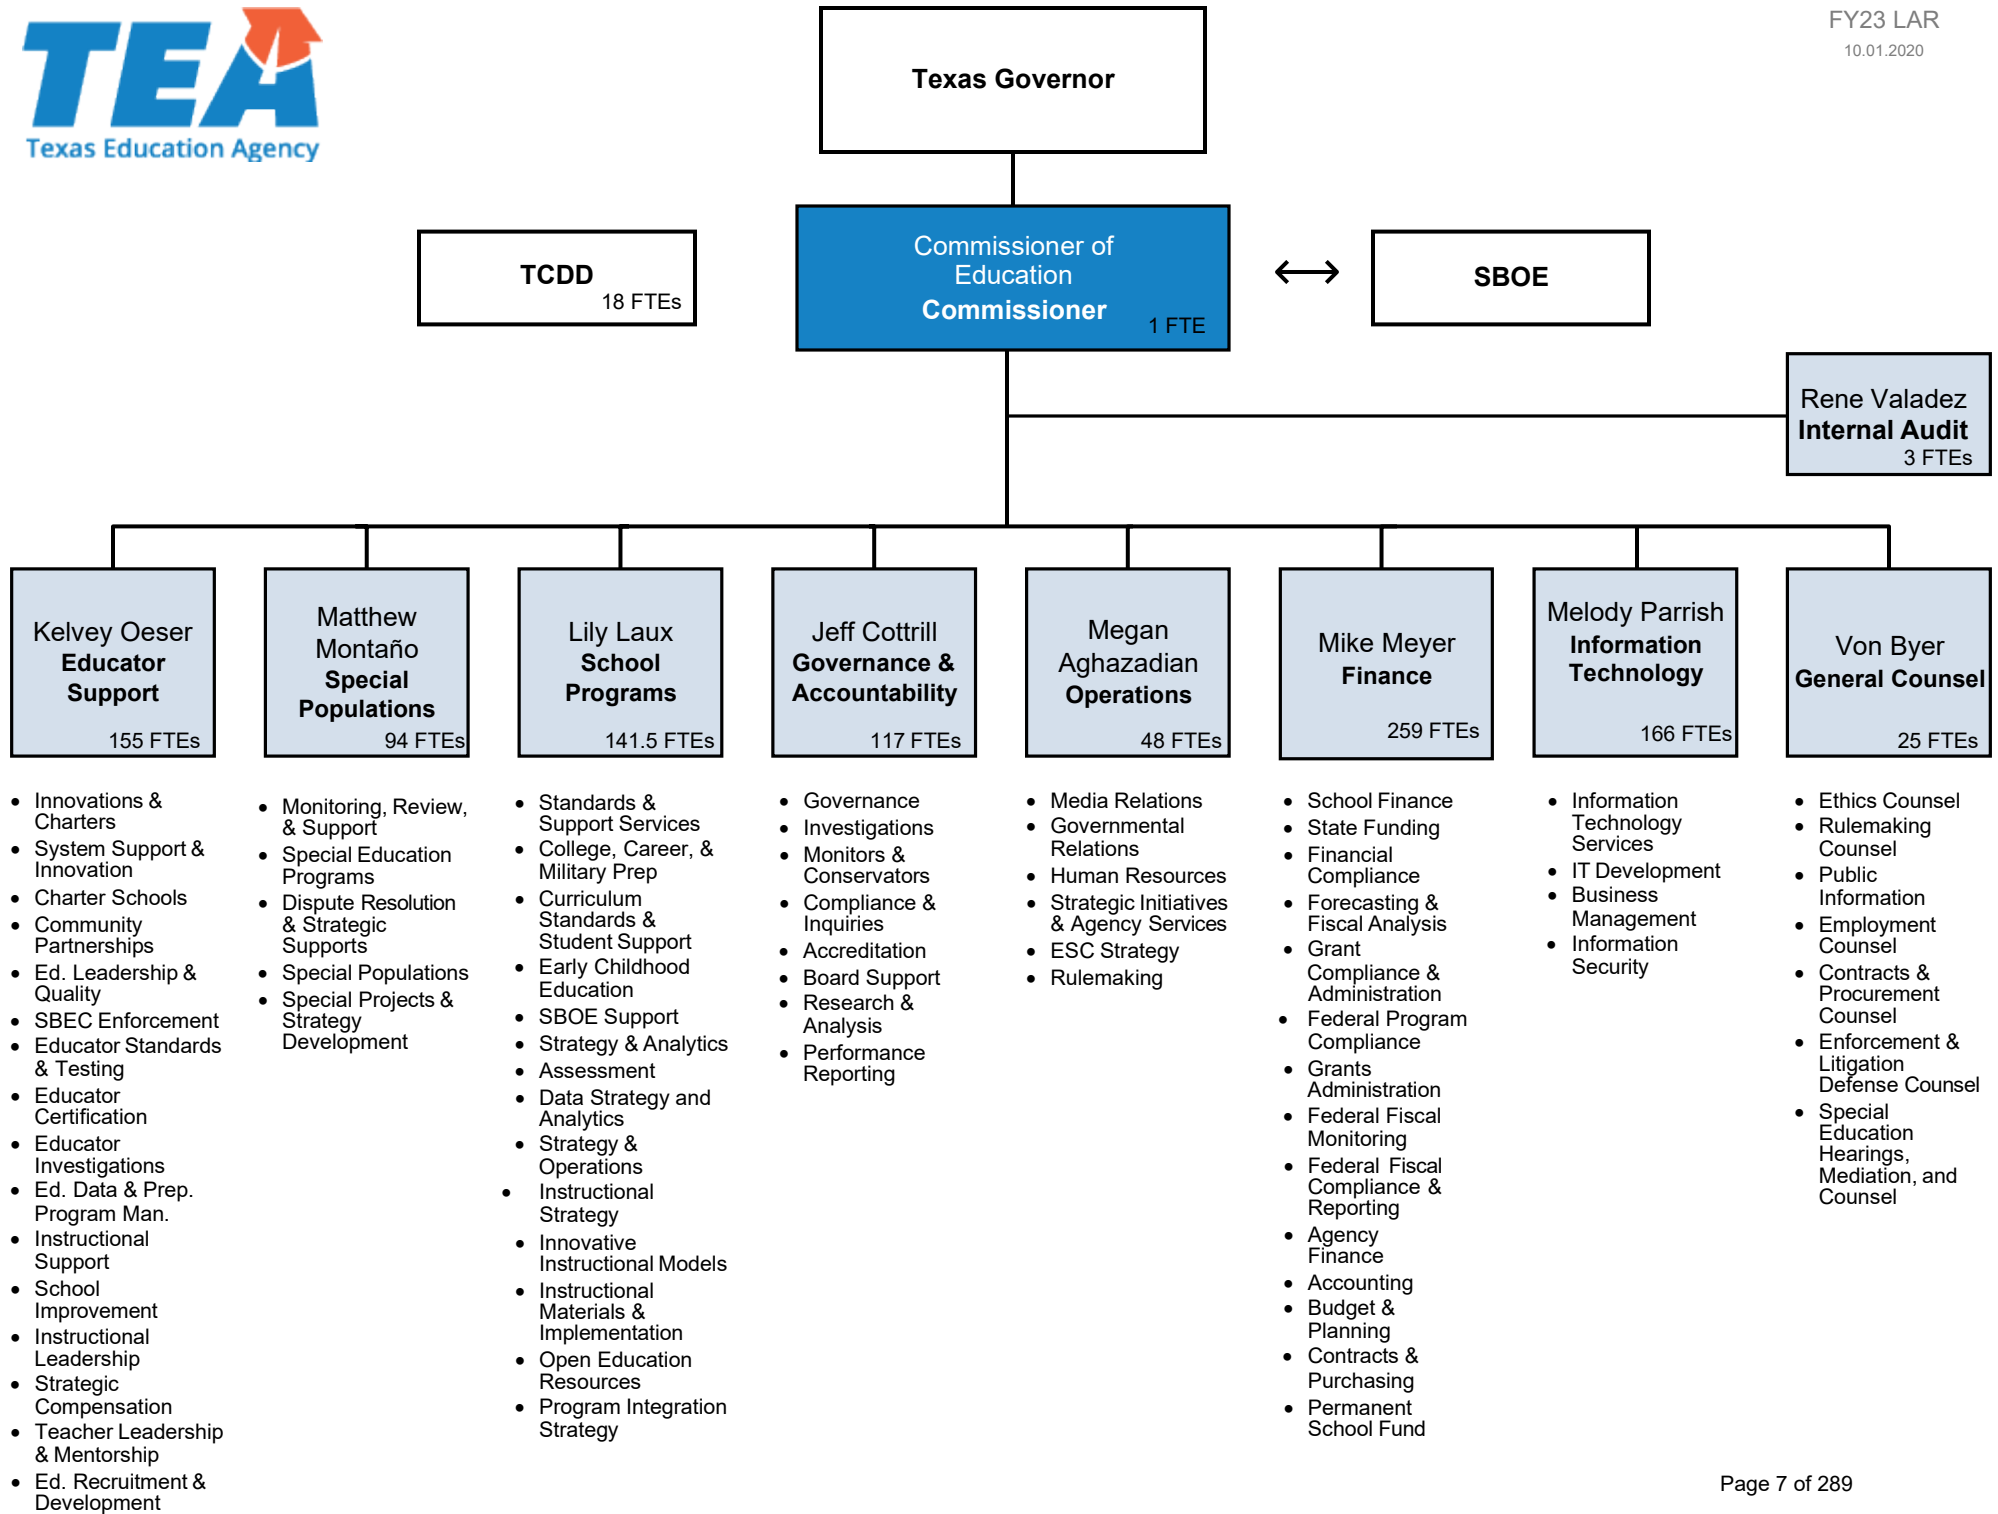 TEA
Texas Education Agency
FY23 LAR
10.01.2020
Texas Governor
TCDD
18 FTEs
Commissioner of
Education
Commissioner
1 FTE
SBOE
Rene Valadez
Internal Audit
3 FTEs
Kelvey Oeser
Educator
Support
155 FTEs
Matthew
Montaño
Special
Populations
94 FTEs
Lily Laux
School
Programs
141.5 FTEs
Jeff Cottrill
Governance &
Accountability
117 FTEs
Megan
Aghazadian
Operations
48 FTEs
Mike Meyer
Finance
259 FTEs
Melody Parrish
Information
Technology
166 FTEs
Von Byer
General Counsel
25 FTEs
• Innovations &
Charters
• System Support &
Innovation
• Charter Schools
• Community
Partnerships
• Ed. Leadership &
Quality
• SBEC Enforcement
• Educator Standards
& Testing
• Educator
Certification
• Educator
Investigations
• Ed. Data & Prep.
Program Man.
• Instructional
Support
• School
Improvement
• Instructional
Leadership
• Strategic
Compensation
• Teacher Leadership
& Mentorship
• Ed. Recruitment &
Development
• Monitoring, Review,
& Support
• Special Education
Programs
• Dispute Resolution
& Strategic
Supports
• Special Populations
• Special Projects &
Strategy
Development
• Standards &
Support Services
• College, Career, &
Military Prep
• Curriculum
Standards &
Student Support
• Early Childhood
Education
• SBOE Support
• Strategy & Analytics
• Assessment
• Data Strategy and
Analytics
• Strategy &
Operations
• Instructional
Strategy
• Innovative
Instructional Models
• Instructional
Materials &
Implementation
• Open Education
Resources
• Program Integration
Strategy
• Governance
• Investigations
• Monitors &
Conservators
• Compliance &
Inquiries
• Accreditation
• Board Support
• Research &
Analysis
• Performance
Reporting
• Media Relations
• Governmental
Relations
• Human Resources
• Strategic Initiatives
& Agency Services
• ESC Strategy
• Rulemaking
• School Finance
• State Funding
• Financial
Compliance
• Forecasting &
Fiscal Analysis
• Grant
Compliance &
Administration
• Federal Program
Compliance
• Grants
Administration
• Federal Fiscal
Monitoring
• Federal Fiscal
Compliance &
Reporting
• Agency
Finance
• Accounting
• Budget &
Planning
• Contracts &
Purchasing
• Permanent
School Fund
• Information
Technology
Services
• IT Development
• Business
Management
• Information
Security
• Ethics Counsel
• Rulemaking
Counsel
• Public
Information
• Employment
Counsel
• Contracts &
Procurement
Counsel
• Enforcement &
Litigation
Defense Counsel
• Special
Education
Hearings,
Mediation, and
Counsel
Page 7 of 289